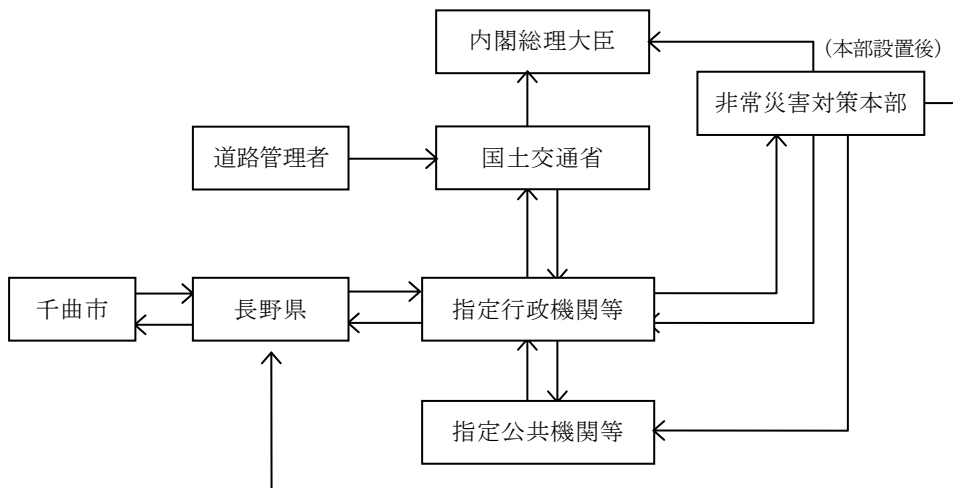 内閣総理大臣
(本部設置後)
非常災害対策本部
道路管理者
国土交通省
千曲市
長野県
指定行政機関等
指定公共機関等